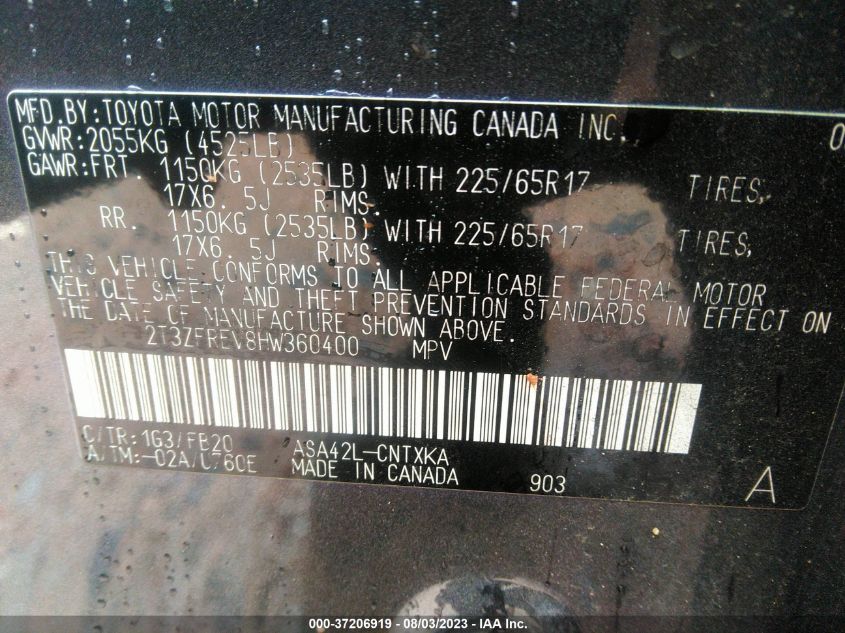 MFD.BY:TOYOTA MOTOR MANUFACTURING CANADA INC. 0
GVWR:2055KG (4525LB)
GAWR:FRT. 1150KG (2535LB) WITH 225/65R17 TIRES,
17X6.5J RIMS.
RR. 1150KG (2535LB) WITH 225/65R17 TIRES,
17X6.5J RIMS.
THIS VEHICLE CONFORMS TO ALL APPLICABLE FEDERAL MOTOR
VEHICLE SAFETY AND THEFT PREVENTION STANDARDS IN EFFECT ON
THE DATE OF MANUFACTURE SHOWN ABOVE.
2T3ZFREV8HW360400 MPV
C/TR:1G3/FB20 ASA42L-CNTXKA
A/TM:-02A/U760E MADE IN CANADA 903 A
000-37206919 - 08/03/2023 - IAA Inc.